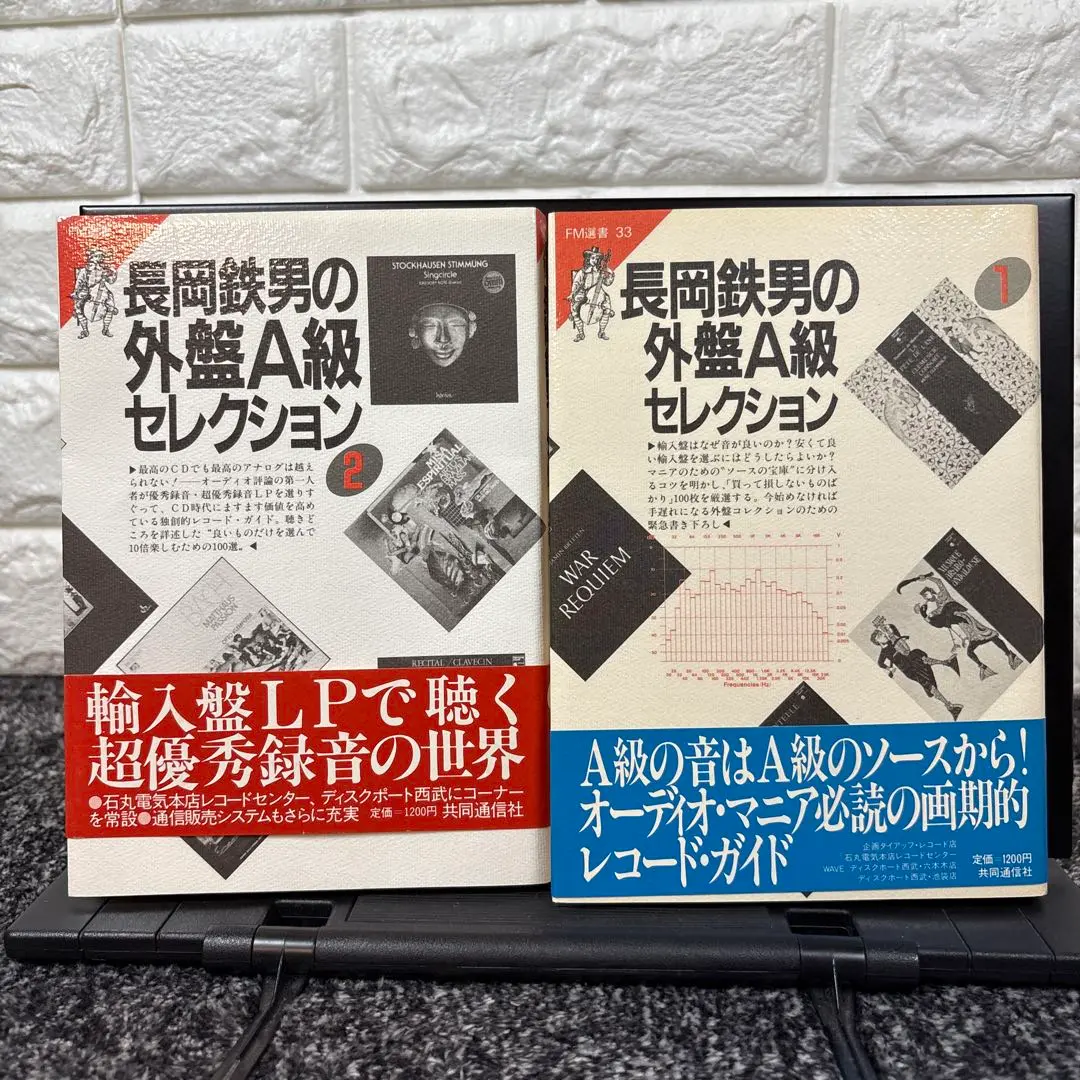 長岡鉄男の
外盤A級
セレクション
2
▶最高のCDでも最高のアナログは越え
られない!——オーディオ評論の第一人
者が優秀録音・超優秀録音LPを選りす
ぐって、CD時代にますます価値を高め
ている独創的レコード・ガイド。聴きど
ころを詳述した“良いものだけを選んで
10倍楽しむための100選。◀
STOCKHAUSEN STIMMUNG
Singcircle
MISA
ESPIRITUAL
MATTHÄUS
PASSION
RECITAL/CLAVECIN
輸入盤LPで聴く
超優秀録音の世界
●石丸電気本店レコードセンター、ディスクポート西武にコーナー
を常設●通信販売システムもさらに充実 定価=1200円 共同通信社
FM選書 33
長岡鉄男の
外盤A級
セレクション
1
▶輸入盤はなぜ音が良いのか?安くて良
い輸入盤を選ぶにはどうしたらよいか?
マニアのための“ソースの宝庫”に分け入
るコツを明かし、「買って損しないものば
かり」100枚を厳選する。今始めなければ
手遅れになる外盤コレクションのための
緊急書き下ろし◀
WAR
REQUIEM
Frequencies(Hz)
A級の音はA級のソースから!
オーディオ・マニア必読の画期的
レコード・ガイド
企画タイアップ・レコード店
石丸電気本店レコードセンター
WAVE ディスクポート西武・六本木店
ディスクポート西武・池袋店
定価=1200円
共同通信社